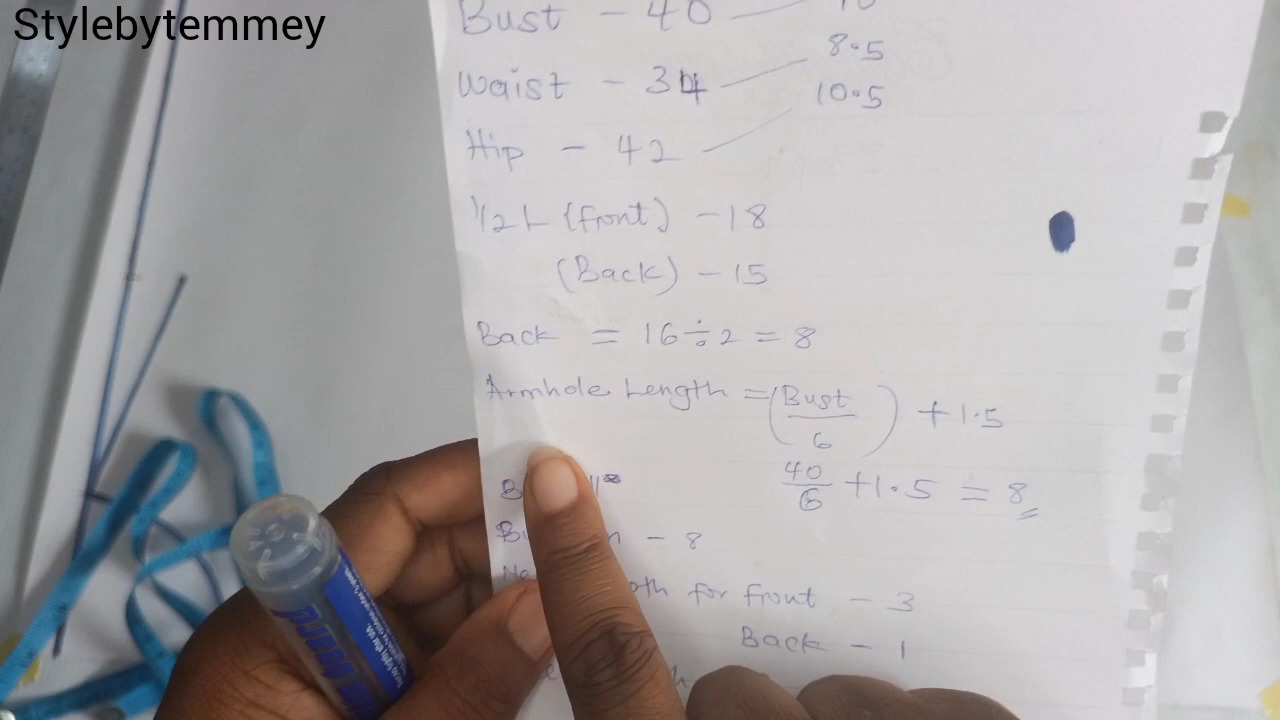 Stylebytemmey
Bust - 40 10
Waist - 34 8.5
Hip - 42 10.5
1/2 L (front) - 18
(Back) - 15
Back = 16 ÷ 2 = 8
Armhole Length = (Bust/6) + 1.5
40/6 + 1.5 = 8
- 8
for front - 3
Back - 1